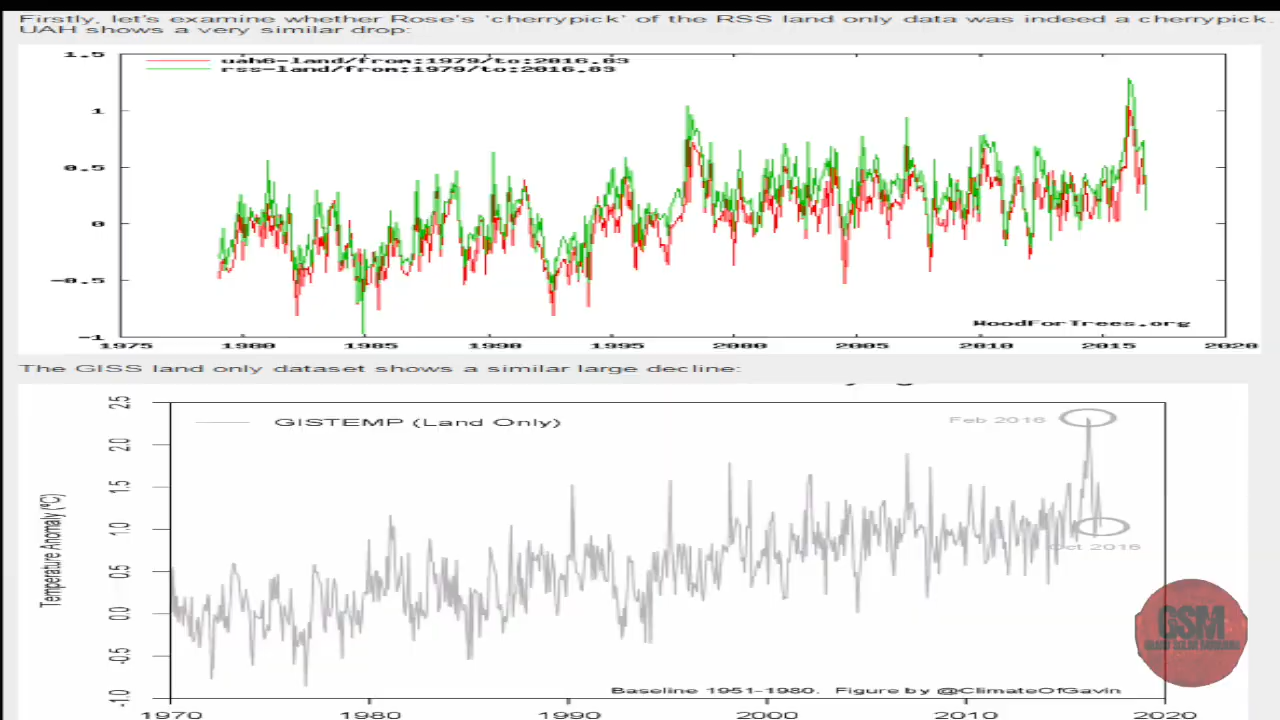 Firstly, let's examine whether Rose's 'cherrypick' of the RSS land only data was indeed a cherrypick.
UAH shows a very similar drop:
1.5
uah6-land/from:1979/to:2016.83
rss-land/from:1979/to:2016.83
1
0.5
0
-0.5
WoodForTrees.org
-1
1975 1980 1985 1990 1995 2000 2005 2010 2015 2020
The GISS land only dataset shows a similar large decline:
2.5
GISTEMP (Land Only)
Feb 2016
2.0
1.5
1.0
Oct 2016
Temperature Anomaly (ºC)
0.5
0.0
GSM
GRAND SOLAR MINIMUM
-0.5
-1.0
Baseline 1951-1980. Figure by @ClimateOfGavin
1970 1980 1990 2000 2010 2020